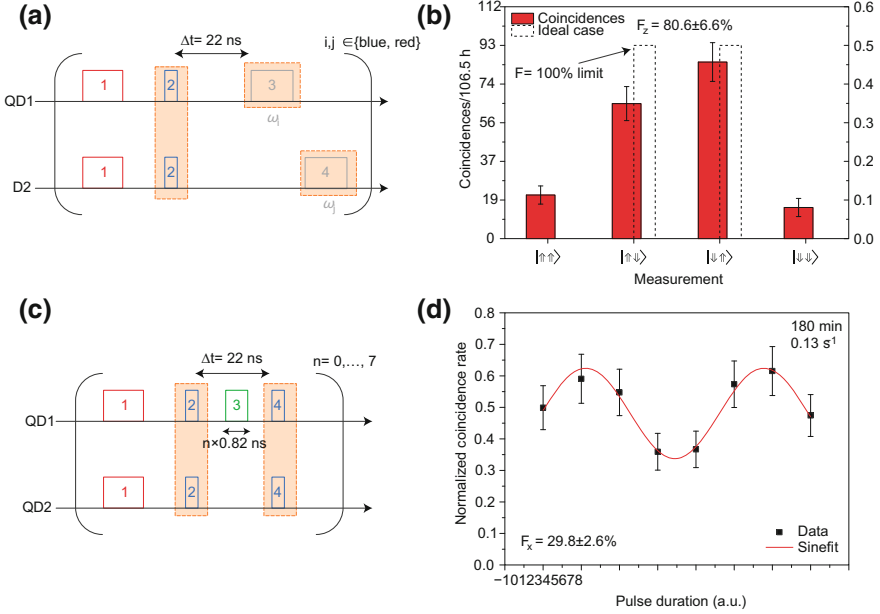 (a)
Δt= 22 ns
i,j ∈{blue, red}
1
2
3
QD1
ωi
1
2
4
D2
ωj
(b)
Coincidences
Ideal case
Fz = 80.6±6.6%
F= 100% limit
93
74
56
37
19
0
0.6
0.5
0.4
0.3
0.2
0.1
0
Coincidences/106.5 h
|⇑⇑⟩
|⇑⇓⟩
|⇓⇑⟩
|⇓⇓⟩
Measurement
(c)
Δt= 22 ns
n= 0,…, 7
1
2
3
4
QD1
n×0.82 ns
1
2
4
QD2
(d)
180 min
0.13 s-1
0.8
0.7
0.6
0.5
0.4
0.3
0.1
0.0
Normalized coincidence rate
Data
Sinefit
Fx = 29.8±2.6%
−1012345678
Pulse duration (a.u.)